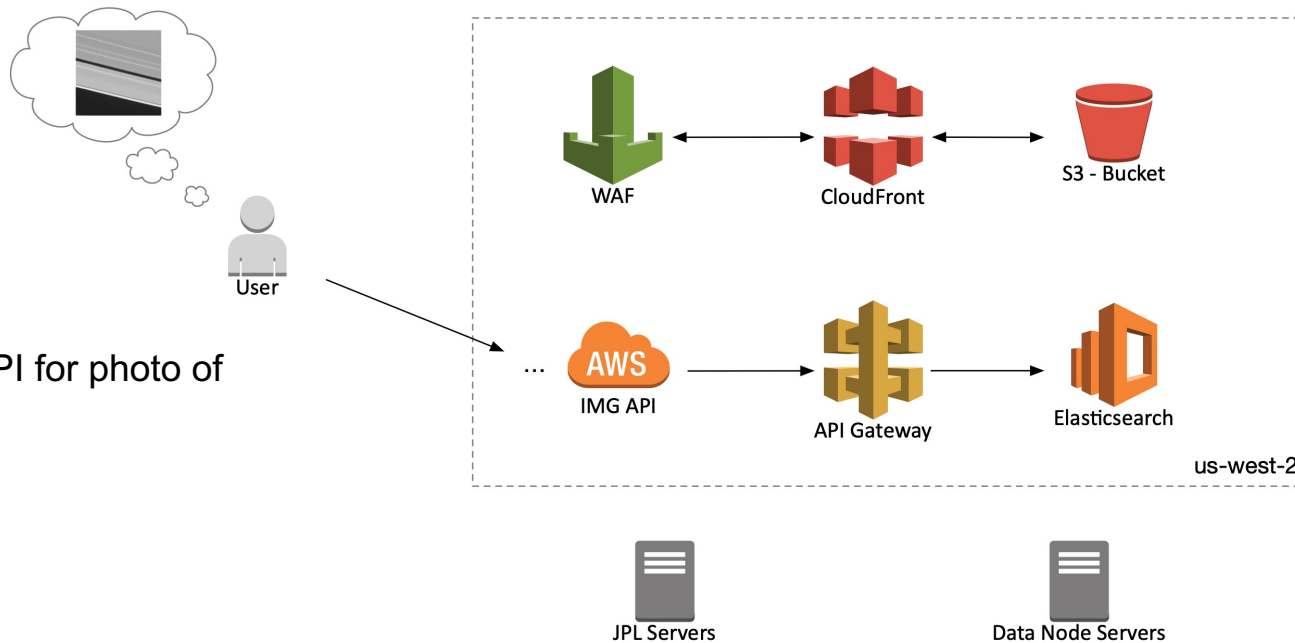 WAF
CloudFront
S3 - Bucket
User
PI for photo of
...
AWS
IMG API
API Gateway
Elasticsearch
us-west-2
JPL Servers
Data Node Servers